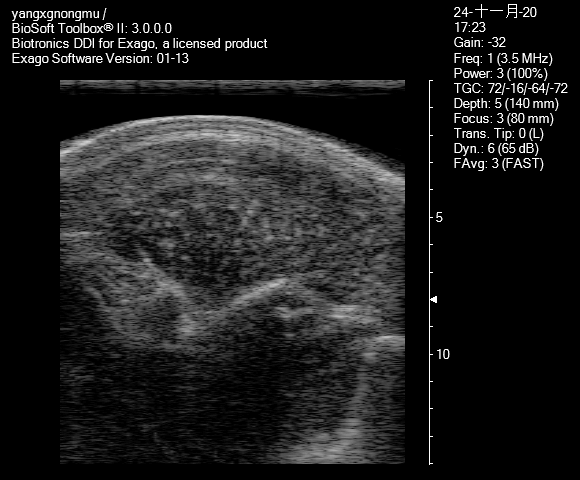 yangxgnongmu /
BioSoft Toolbox® II: 3.0.0.0
Biotronics DDI for Exago, a licensed product
Exago Software Version: 01-13
24-十一月-20
17:23
Gain: -32
Freq: 1 (3.5 MHz)
Power: 3 (100%)
TGC: 72/-16/-64/-72
Depth: 5 (140 mm)
Focus: 3 (80 mm)
Trans. Tip: 0 (L)
Dyn.: 6 (65 dB)
FAvg: 3 (FAST)
5
10